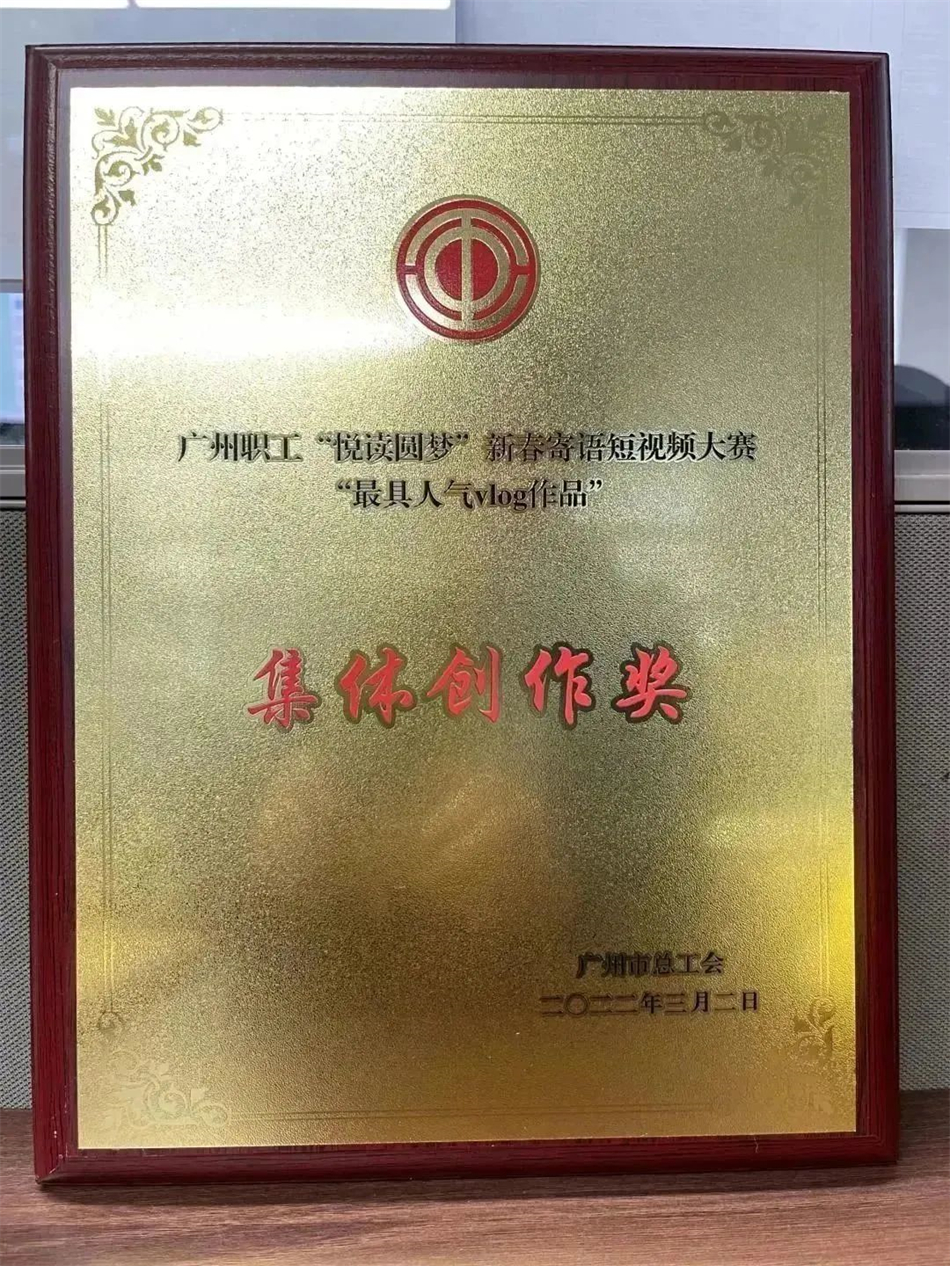 广州职工“悦读圆梦”新春寄语短视频大赛
“最具人气vlog作品”
集体创作奖
广州市总工会
二〇二二年三月二日